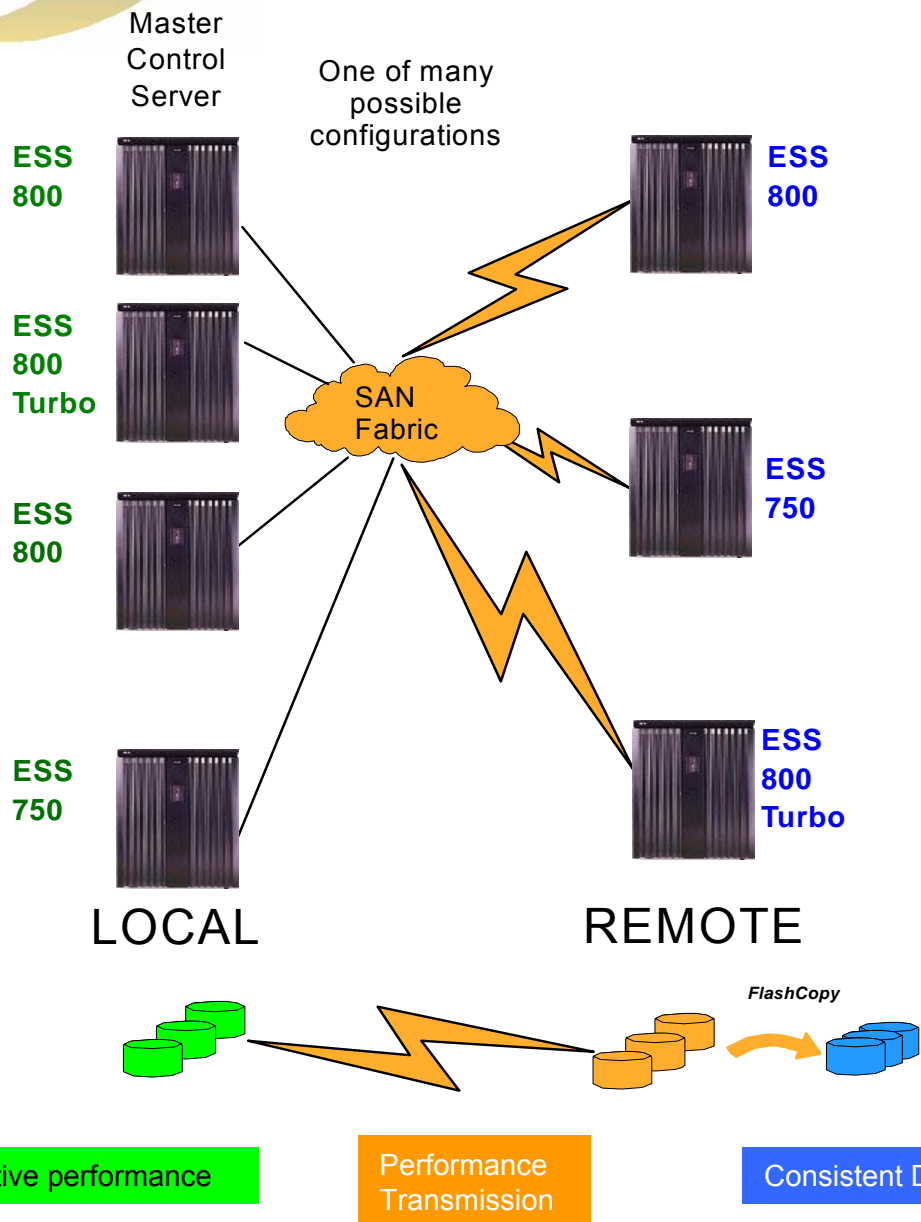 Master
Control
Server
One of many
possible
configurations
ESS
800
ESS
800
ESS
800
Turbo
SAN
Fabric
ESS
750
ESS
800
ESS
750
ESS
800
Turbo
LOCAL
REMOTE
FlashCopy
tive performance
Performance
Transmission
Consistent D